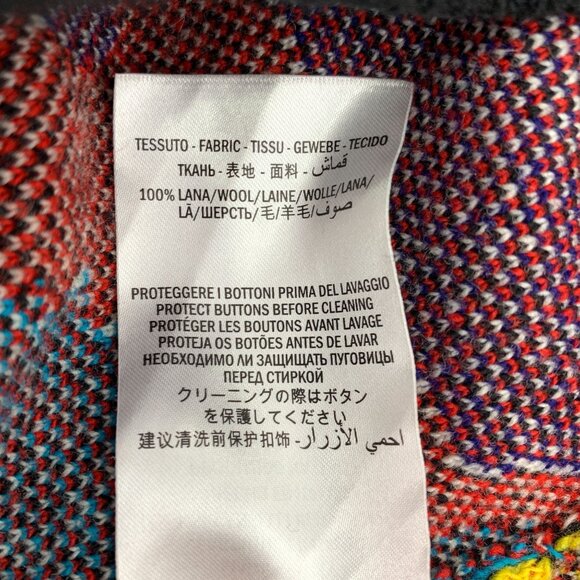 TESSUTO - FABRIC - TISSU - GEWEBE - TECIDO
ТКАНЬ - 表地 - 面料 - قماش
100% LANA/WOOL/LAINE/WOLLE/LANA/
LÃ/ШЕРСТЬ/毛/羊毛/صوف
PROTEGGERE I BOTTONI PRIMA DEL LAVAGGIO
PROTECT BUTTONS BEFORE CLEANING
PROTÉGER LES BOUTONS AVANT LAVAGE
PROTEJA OS BOTÕES ANTES DE LAVAR
НЕОБХОДИМО ЛИ ЗАЩИЩАТЬ ПУГОВИЦЫ
ПЕРЕД СТИРКОЙ
クリーニングの際はボタン
を保護してください
建议清洗前保护扣饰 - احمي الأزرار